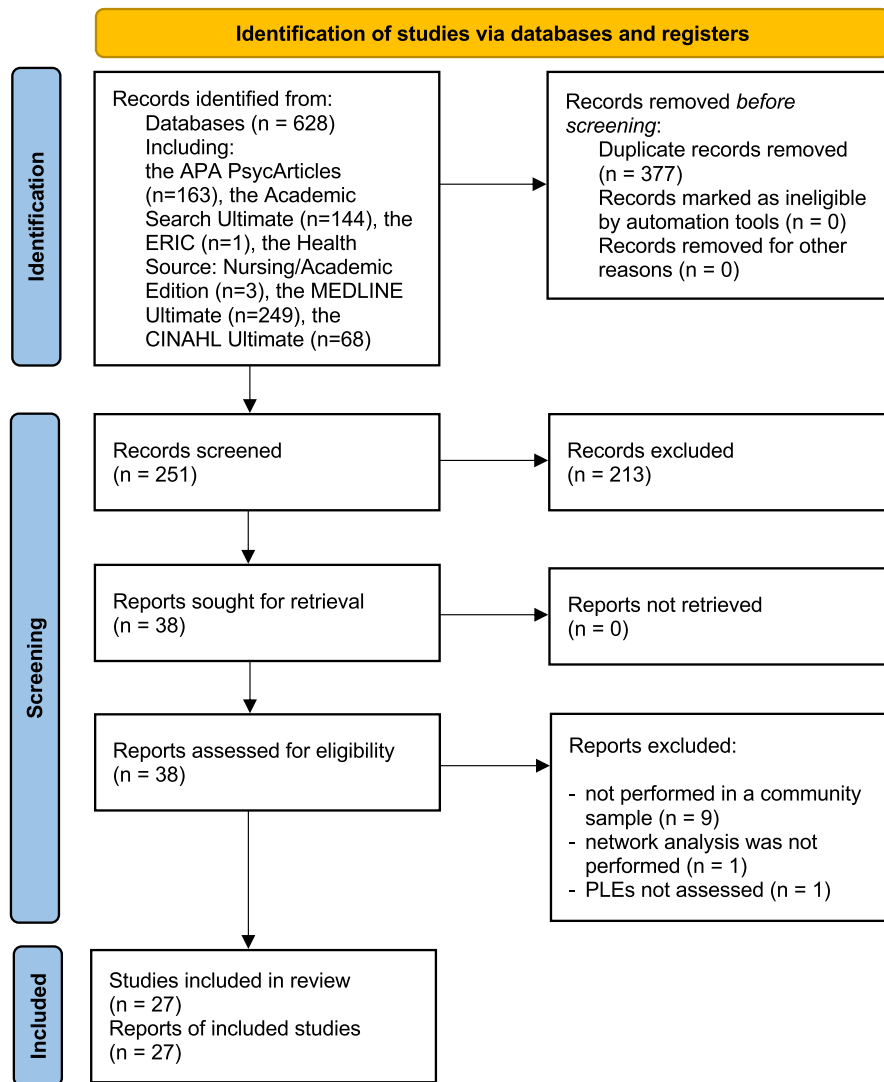 Identification of studies via databases and registers
Identification
Records identified from:
Databases (n = 628)
Including:
the APA PsycArticles
(n=163), the Academic
Search Ultimate (n=144), the
ERIC (n=1), the Health
Source: Nursing/Academic
Edition (n=3), the MEDLINE
Ultimate (n=249), the
CINAHL Ultimate (n=68)
Records removed before
screening:
Duplicate records removed
(n = 377)
Records marked as ineligible
by automation tools (n = 0)
Records removed for other
reasons (n = 0)
Screening
Records screened
(n = 251)
Records excluded
(n = 213)
Reports sought for retrieval
(n = 38)
Reports not retrieved
(n = 0)
Reports assessed for eligibility
(n = 38)
Reports excluded:
- not performed in a community
sample (n = 9)
- network analysis was not
performed (n = 1)
- PLEs not assessed (n = 1)
Included
Studies included in review
(n = 27)
Reports of included studies
(n = 27)